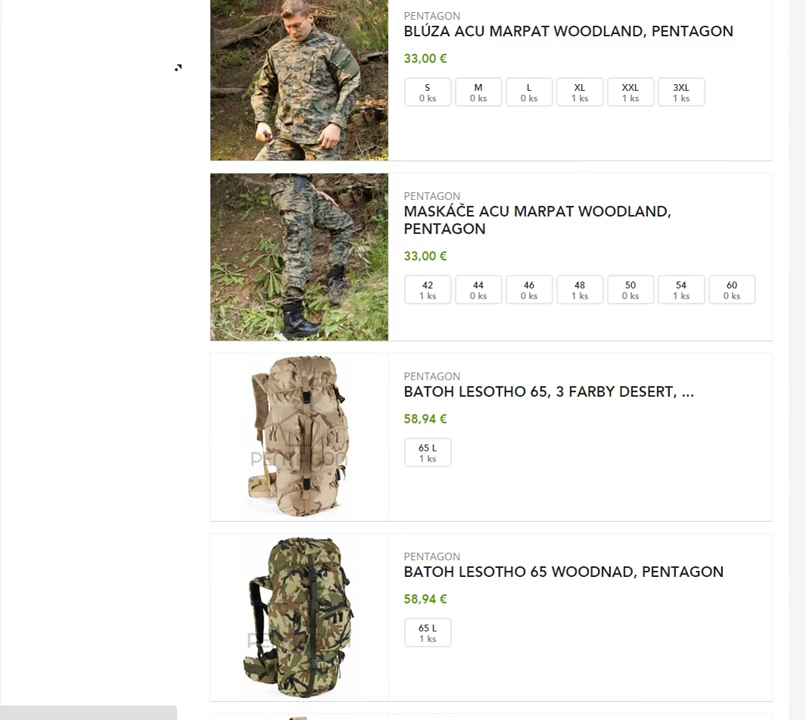 PENTAGON
BLÚZA ACU MARPAT WOODLAND, PENTAGON
33,00 €
S M L XL XXL 3XL
0 ks 0 ks 0 ks 1 ks 1 ks 1 ks
PENTAGON
MASKÁČE ACU MARPAT WOODLAND,
PENTAGON
33,00 €
42 44 46 48 50 54 60
1 ks 0 ks 0 ks 1 ks 0 ks 1 ks 0 ks
PENTAGON
BATOH LESOTHO 65, 3 FARBY DESERT, ...
58,94 €
65 L
1 ks
PENTAGON
PENTAGON
BATOH LESOTHO 65 WOODNAD, PENTAGON
58,94 €
65 L
1 ks